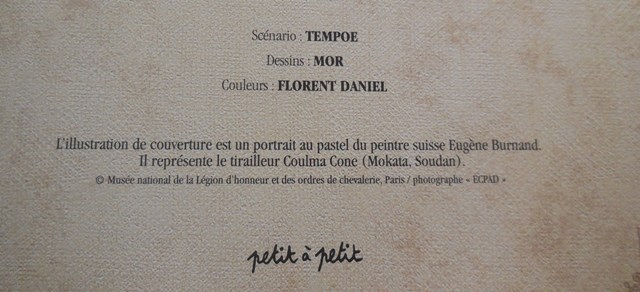 Scénario : TEMPOE
Dessins : MOR
Couleurs : FLORENT DANIEL
L'illustration de couverture est un portrait au pastel du peintre suisse Eugène Burnand.
Il représente le tirailleur Coulma Cone (Mokata, Soudan).
© Musée national de la Légion d'honneur et des ordres de chevalerie, Paris / photographe « ECPAD »
petit à petit